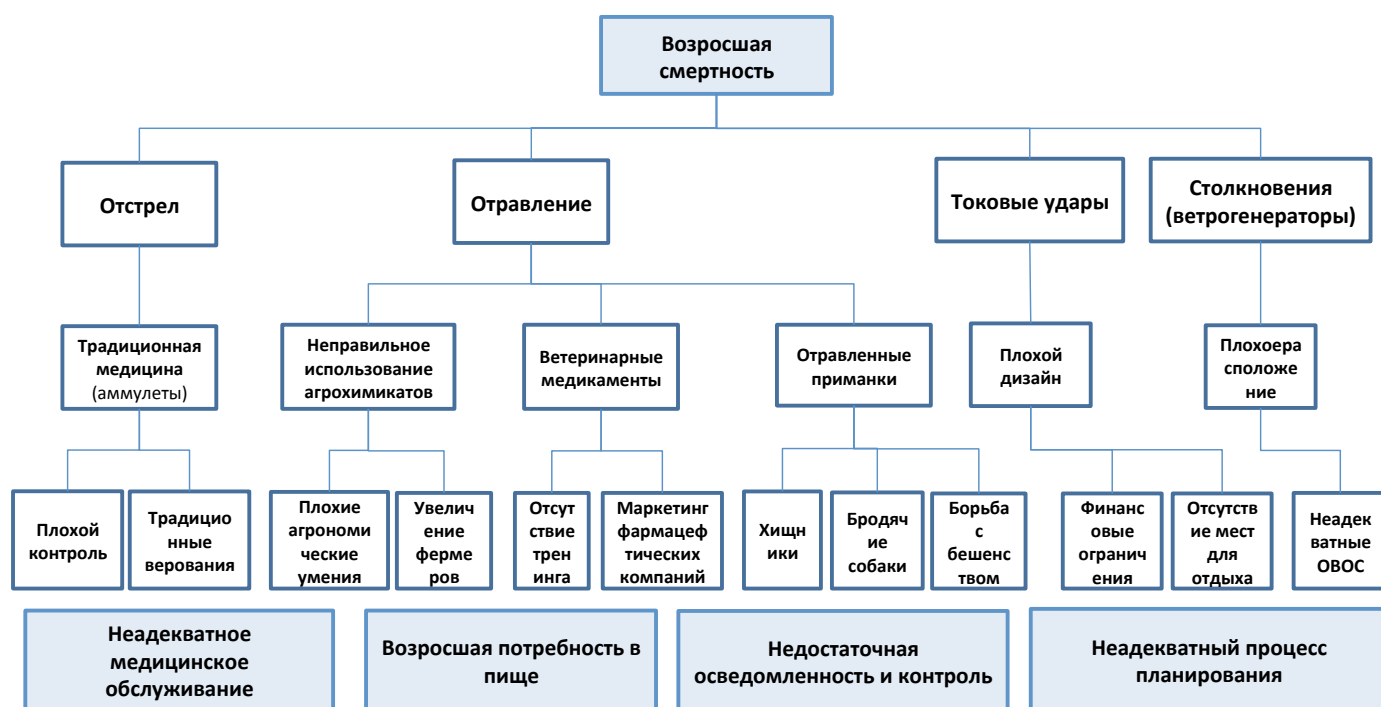 Возросшая
смертность
Отстрел
Отравление
Токовые удары
Столкновения
(ветрогенераторы)
Традиционная
медицина
(аммулеты)
Неправильное
использование
агрохимикатов
Ветеринарные
медикаменты
Отравленные
приманки
Плохой
дизайн
Плохоера
сположе
ние
Плохой
контроль
Традицио
нные
верования
Плохие
агрономи
ческие
умения
Увелич
ение
ферме
ров
Отсу
тствие
трен
инга
Маркетинг
фармацеф
тических
компаний
Хищн
ики
Бродяч
ие
собаки
Борьба
с
бешенс
твом
Финанс
овые
огранич
ения
Отсутств
ие мест
для
отдыха
Неадек
ватные
ОВОС
Неадекватное
медицинское
обслуживание
Возросшая потребность в
пище
Недостаточная
осведомленность и контроль
Неадекватный процесс
планирования